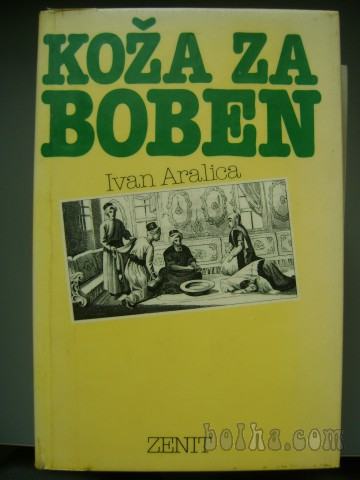 KOŽA ZA
BOBEN
Ivan Aralica
ZENIT
bolha.com